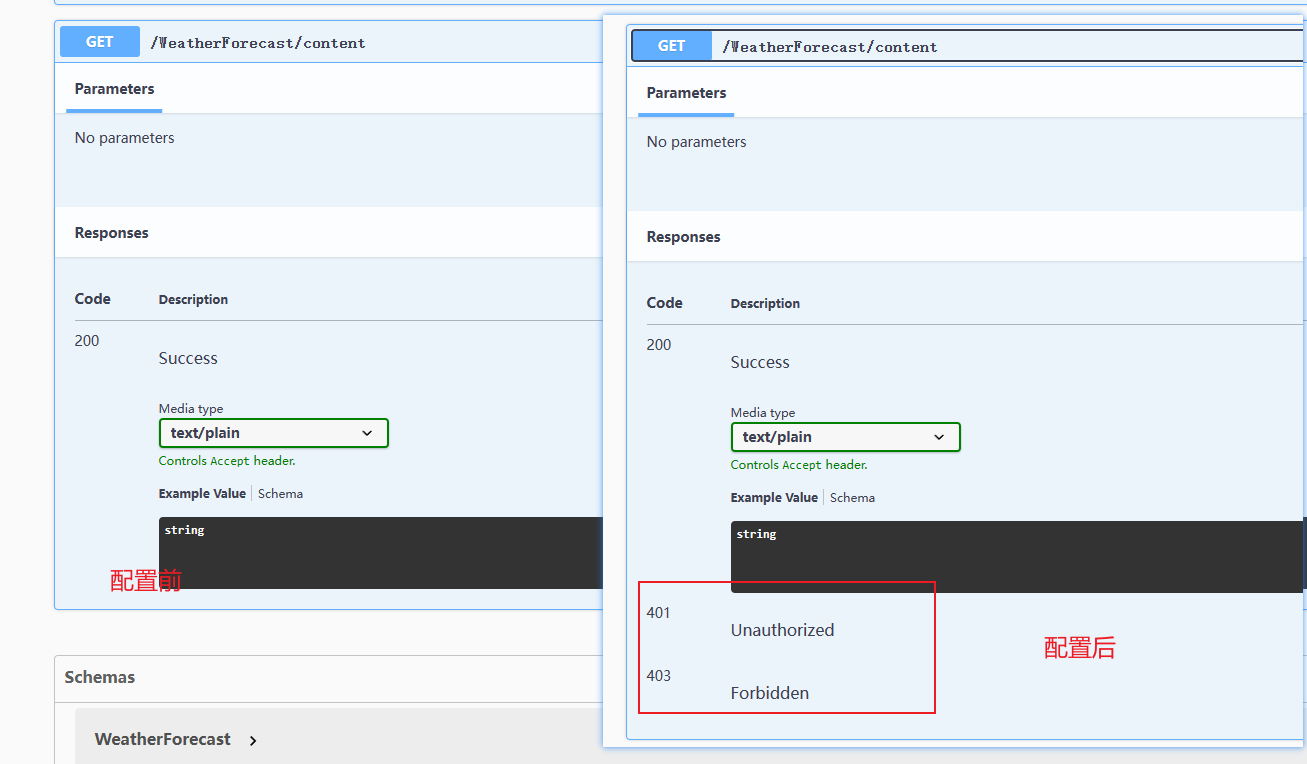 GET /WeatherForecast/content
Parameters
No parameters
Responses
Code Description
200
Success
Media type
text/plain
Controls Accept header.
Example Value Schema
string
配置前
Schemas
WeatherForecast
GET /WeatherForecast/content
Parameters
No parameters
Responses
Code Description
200
Success
Media type
text/plain
Controls Accept header.
Example Value Schema
string
401
Unauthorized
配置后
403
Forbidden